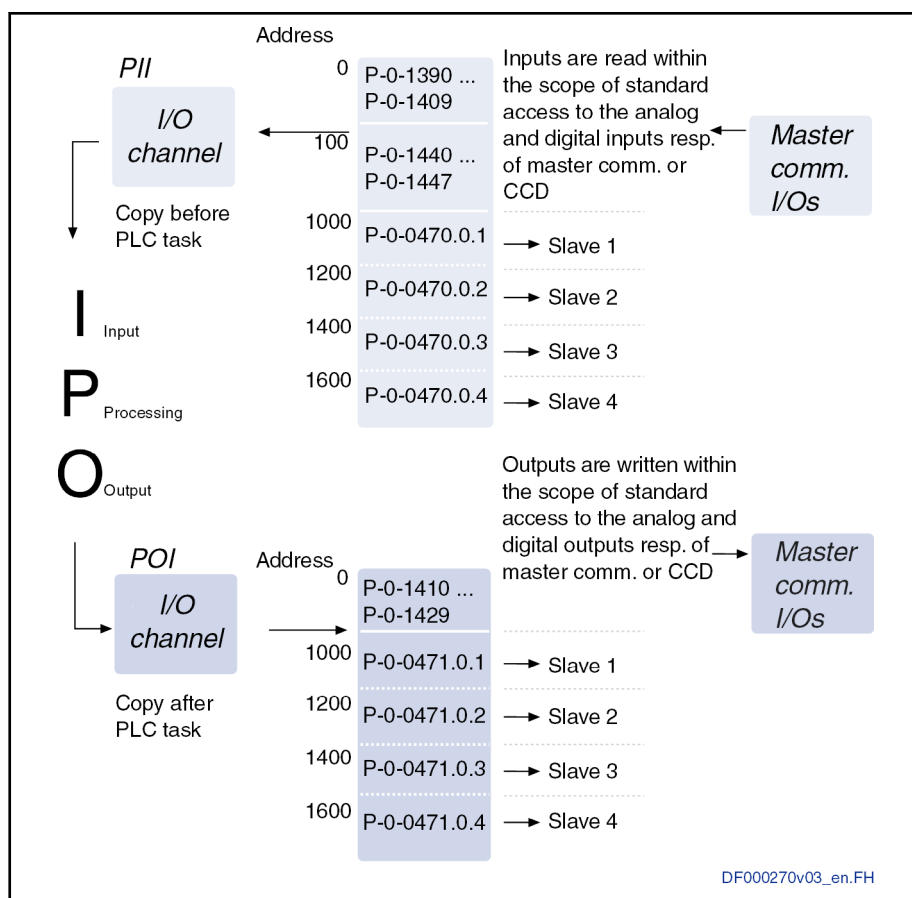 Address
PII
I/O
channel
Copy before
PLC task
0
P-0-1390 ...
P-0-1409
100
P-0-1440 ...
P-0-1447
1000
P-0-0470.0.1
1200
P-0-0470.0.2
1400
P-0-0470.0.3
1600
P-0-0470.0.4
Inputs are read within
the scope of standard
access to the analog
and digital inputs resp.
of master comm. or
CCD
Master
comm.
I/Os
Slave 1
Slave 2
Slave 3
Slave 4
I Input
P Processing
O Output
POI
I/O
channel
Copy after
PLC task
Address
0
P-0-1410 ...
P-0-1429
1000
P-0-0471.0.1
1200
P-0-0471.0.2
1400
P-0-0471.0.3
1600
P-0-0471.0.4
Outputs are written within
the scope of standard
access to the analog and
digital outputs resp. of
master comm. or CCD
Master
comm.
I/Os
Slave 1
Slave 2
Slave 3
Slave 4
DF000270v03_en.FH